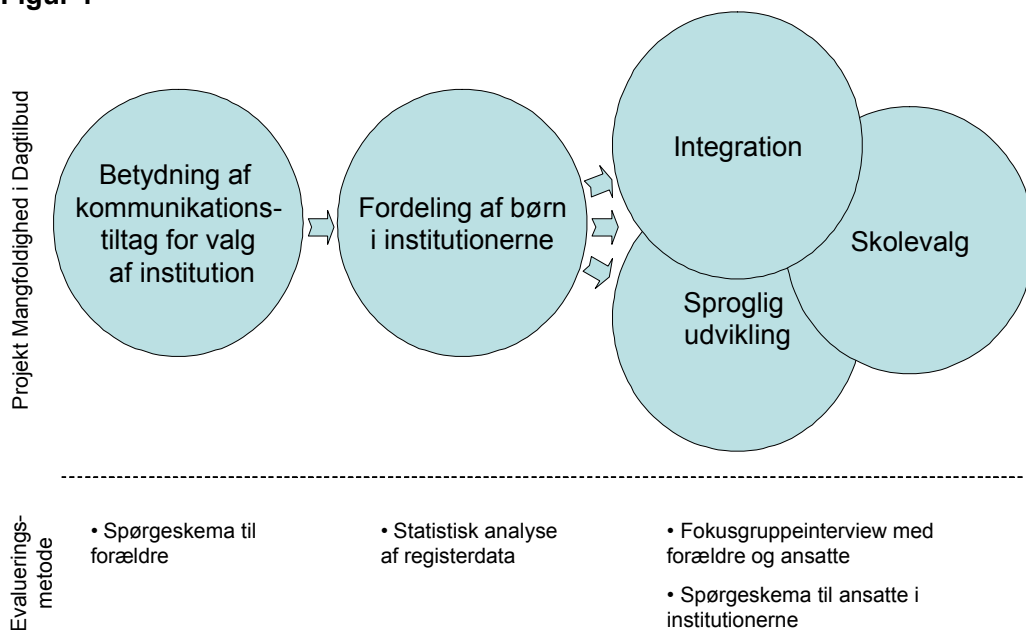 Projekt Mangfoldighed i Dagtilbud
Betydning af
kommunikations-
tiltag for valg
af institution
Fordeling af børn
i institutionerne
Integration
Skolevalg
Sproglig
udvikling
Evaluerings-
metode
• Spørgeskema til
forældre
• Statistisk analyse
af registerdata
• Fokusgruppeinterview med
forældre og ansatte
• Spørgeskema til ansatte i
institutionerne